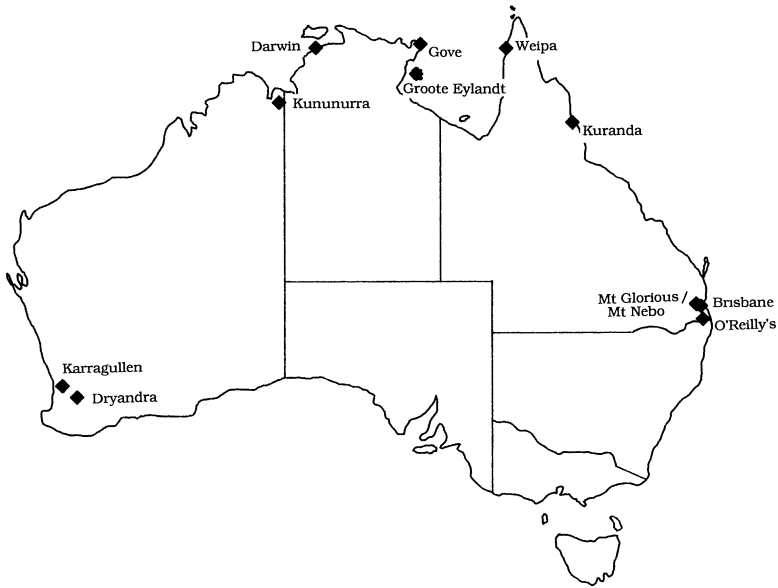 Darwin
Gove
Weipa
Groote Eylandt
Kununurra
Kuranda
Mt Glorious /
Mt Nebo
Brisbane
O'Reilly's
Karragullen
Dryandra